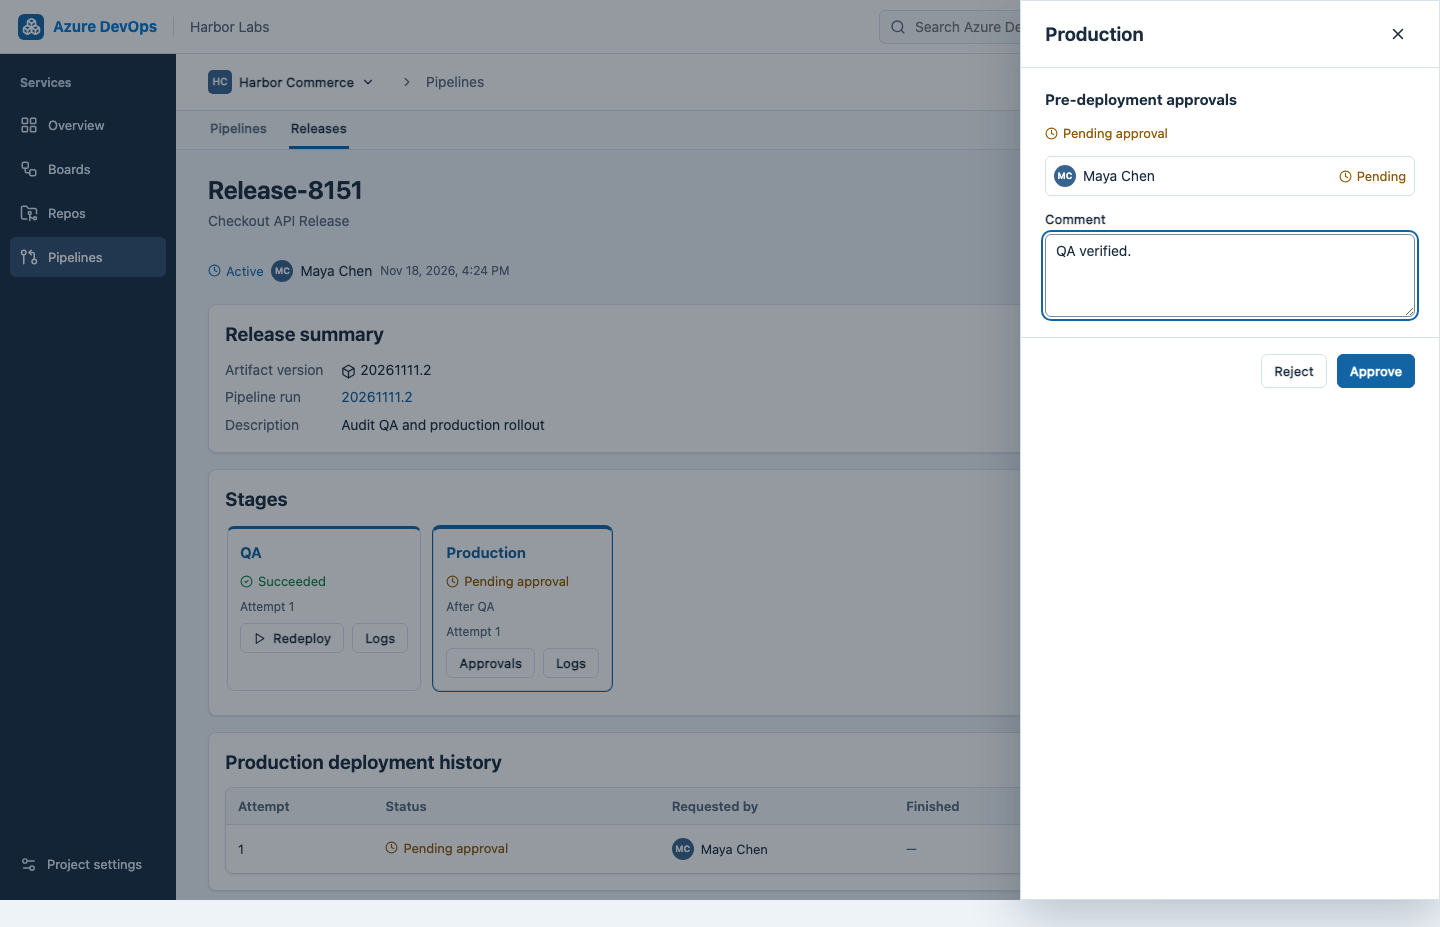 Azure DevOps
Harbor Labs
Search Azure De
Services
Overview
Boards
Repos
Pipelines
Project settings
HC Harbor Commerce
Pipelines
Pipelines
Releases
Release-8151
Checkout API Release
Active MC Maya Chen Nov 18, 2026, 4:24 PM
Release summary
Artifact version 20261111.2
Pipeline run 20261111.2
Description Audit QA and production rollout
Stages
QA
Succeeded
Attempt 1
Redeploy Logs
Production
Pending approval
After QA
Attempt 1
Approvals Logs
Production deployment history
Attempt Status Requested by Finished
1 Pending approval MC Maya Chen —
Production
Pre-deployment approvals
Pending approval
MC Maya Chen Pending
Comment
QA verified.
Reject Approve